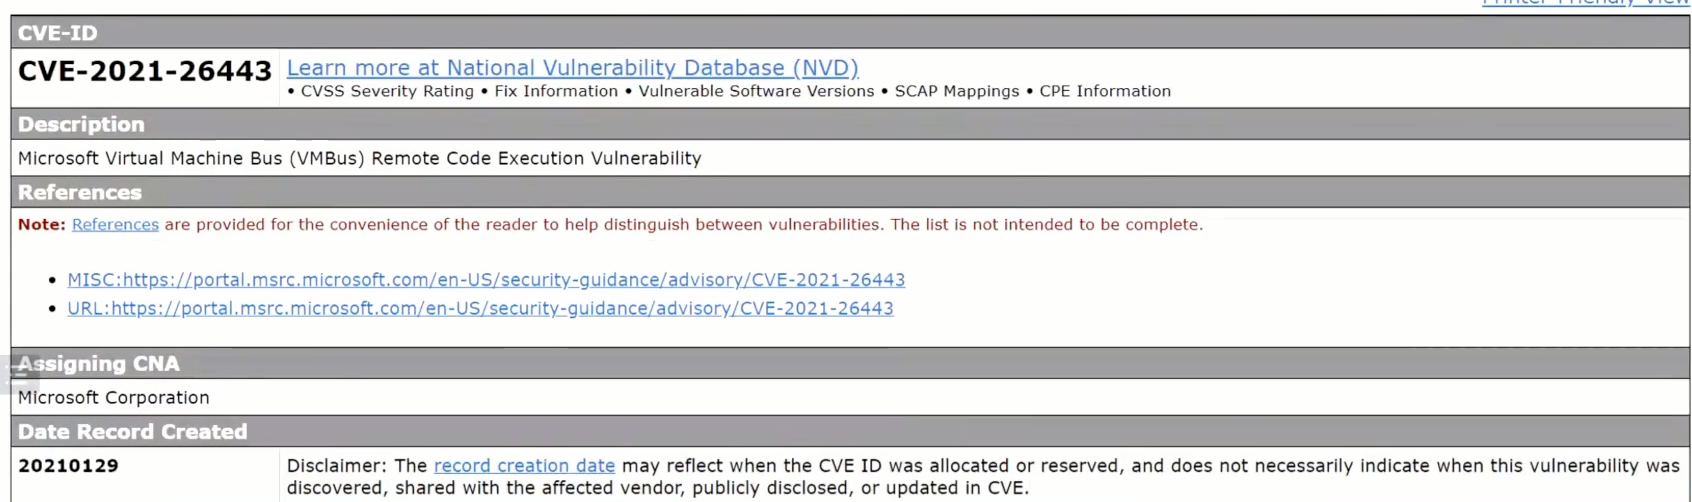 Printer-Friendly View
CVE-ID
CVE-2021-26443 Learn more at National Vulnerability Database (NVD)
• CVSS Severity Rating • Fix Information • Vulnerable Software Versions • SCAP Mappings • CPE Information
Description
Microsoft Virtual Machine Bus (VMBus) Remote Code Execution Vulnerability
References
Note: References are provided for the convenience of the reader to help distinguish between vulnerabilities. The list is not intended to be complete.
• MISC:https://portal.msrc.microsoft.com/en-US/security-guidance/advisory/CVE-2021-26443
• URL:https://portal.msrc.microsoft.com/en-US/security-guidance/advisory/CVE-2021-26443
Assigning CNA
Microsoft Corporation
Date Record Created
20210129 Disclaimer: The record creation date may reflect when the CVE ID was allocated or reserved, and does not necessarily indicate when this vulnerability was
discovered, shared with the affected vendor, publicly disclosed, or updated in CVE.